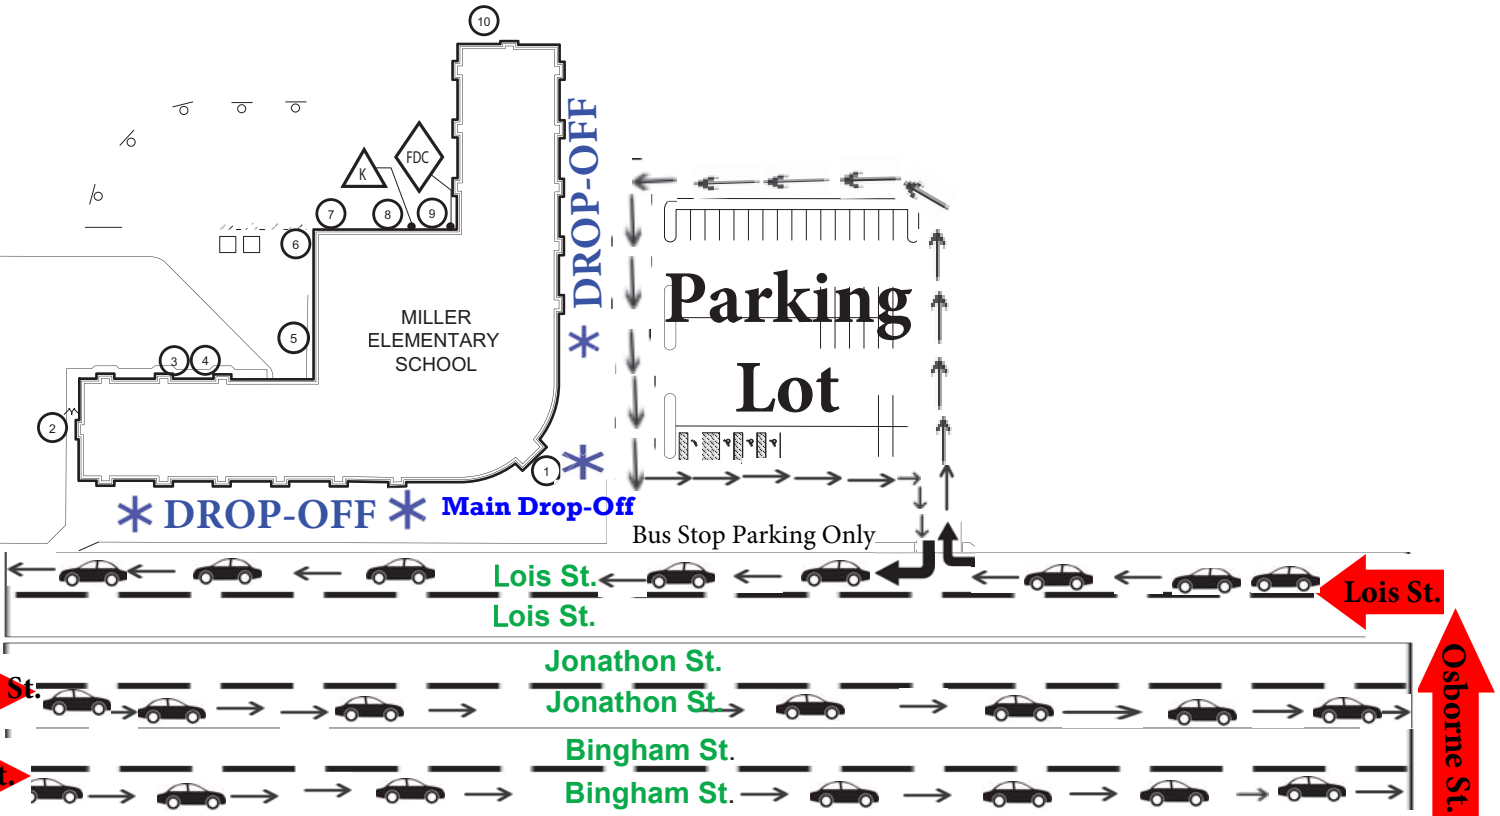 10
DROP-OFF
FDC
K
7
8
9
6
5
MILLER
ELEMENTARY
SCHOOL
3
4
2
1
Parking
Lot
DROP-OFF
Main Drop-Off
Bus Stop Parking Only
Lois St.
Lois St.
Lois St.
Jonathon St.
St.
Jonathon St.
Osborne St.
Bingham St.
t.
Bingham St.